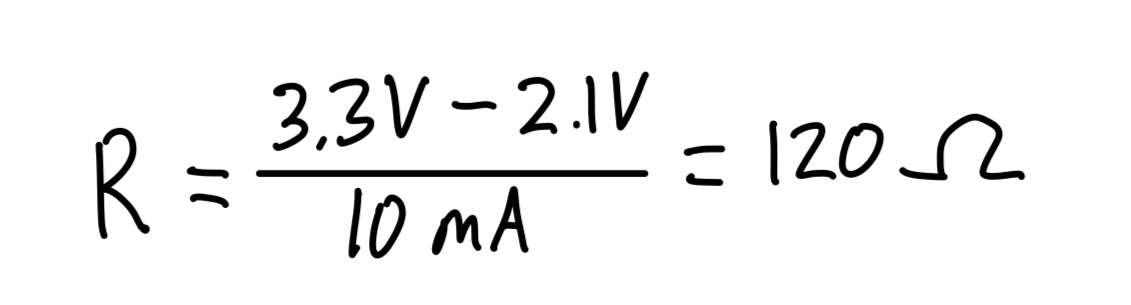 R = (3.3V - 2.1V) / 10 mA = 120 Ω